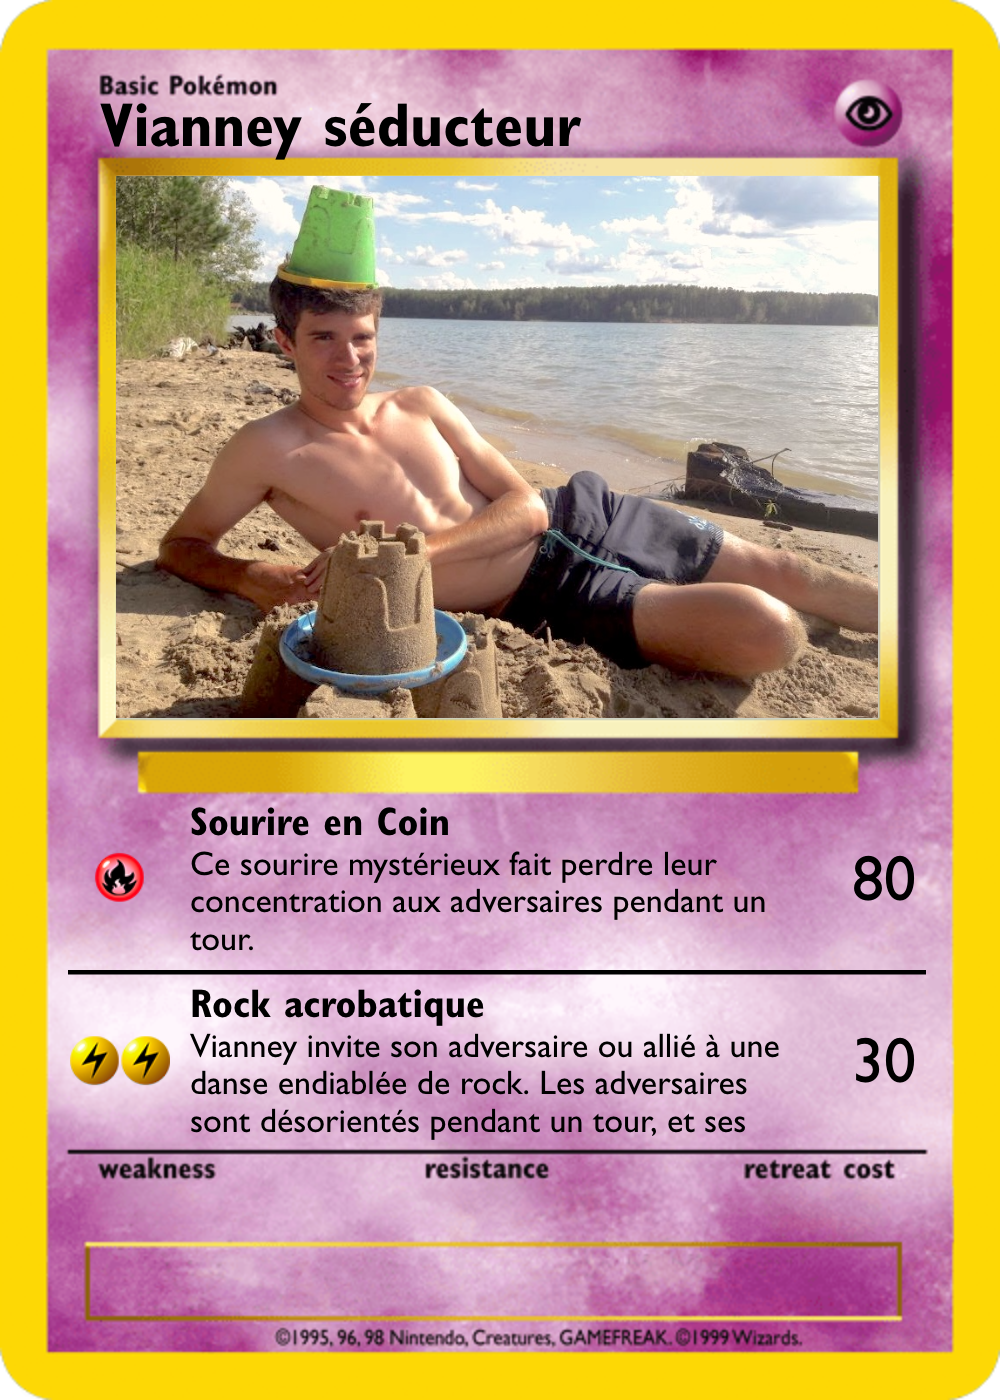 Basic Pokémon
Vianney séducteur
Sourire en Coin
Ce sourire mystérieux fait perdre leur
concentration aux adversaires pendant un
tour.
80
Rock acrobatique
Vianney invite son adversaire ou allié à une
danse endiablée de rock. Les adversaires
sont désorientés pendant un tour, et ses
30
weakness resistance retreat cost
©1995, 96, 98 Nintendo, Creatures, GAMEFREAK. ©1999 Wizards.